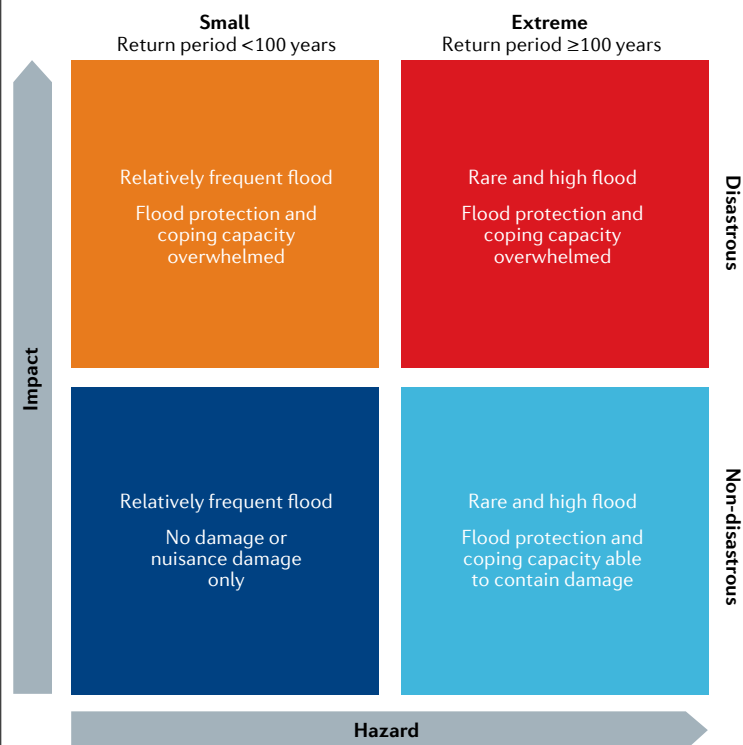 Small
Return period <100 years
Extreme
Return period ≥100 years
Relatively frequent flood
Flood protection and
coping capacity
overwhelmed
Rare and high flood
Flood protection and
coping capacity
overwhelmed
Disastrous
Impact
Relatively frequent flood
No damage or
nuisance damage
only
Rare and high flood
Flood protection and
coping capacity able
to contain damage
Non-disastrous
Hazard